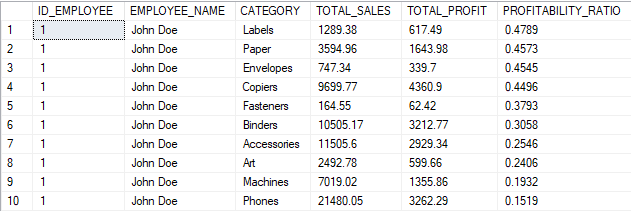 ID_EMPLOYEE EMPLOYEE_NAME CATEGORY TOTAL_SALES TOTAL_PROFIT PROFITABILITY_RATIO
1 1 John Doe Labels 1289.38 617.49 0.4789
2 1 John Doe Paper 3594.96 1643.98 0.4573
3 1 John Doe Envelopes 747.34 339.7 0.4545
4 1 John Doe Copiers 9699.77 4360.9 0.4496
5 1 John Doe Fasteners 164.55 62.42 0.3793
6 1 John Doe Binders 10505.17 3212.77 0.3058
7 1 John Doe Accessories 11505.6 2929.34 0.2546
8 1 John Doe Art 2492.78 599.66 0.2406
9 1 John Doe Machines 7019.02 1355.86 0.1932
10 1 John Doe Phones 21480.05 3262.29 0.1519